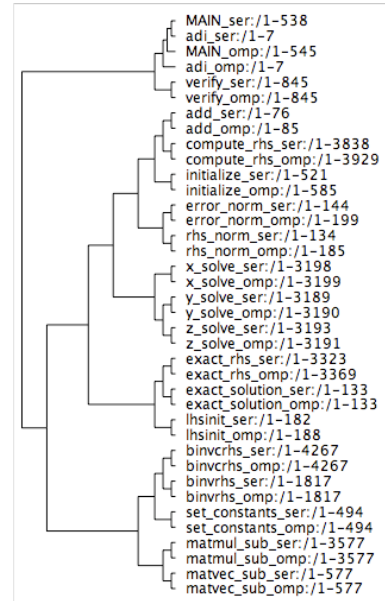 MAIN_ser:/1-538
adi_ser:/1-7
MAIN_omp:/1-545
adi_omp:/1-7
verify_ser:/1-845
verify_omp:/1-845
add_ser:/1-76
add_omp:/1-85
compute_rhs_ser:/1-3838
compute_rhs_omp:/1-3929
initialize_ser:/1-521
initialize_omp:/1-585
error_norm_ser:/1-144
error_norm_omp:/1-199
rhs_norm_ser:/1-134
rhs_norm_omp:/1-185
x_solve_ser:/1-3198
x_solve_omp:/1-3199
y_solve_ser:/1-3189
y_solve_omp:/1-3190
z_solve_ser:/1-3193
z_solve_omp:/1-3191
exact_rhs_ser:/1-3323
exact_rhs_omp:/1-3369
exact_solution_ser:/1-133
exact_solution_omp:/1-133
lhsinit_ser:/1-182
lhsinit_omp:/1-188
binvcrhs_ser:/1-4267
binvcrhs_omp:/1-4267
binvrhs_ser:/1-1817
binvrhs_omp:/1-1817
set_constants_ser:/1-494
set_constants_omp:/1-494
matmul_sub_ser:/1-3577
matmul_sub_omp:/1-3577
matvec_sub_ser:/1-577
matvec_sub_omp:/1-577